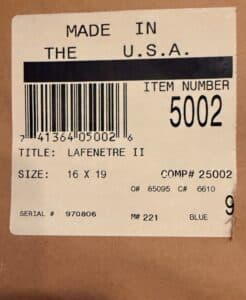 MADE IN
THE U.S.A.
ITEM NUMBER
5002
7 41364 05002 6
TITLE: LAFENETRE II
SIZE: 16 X 19 COMP# 25002
O# 65095 C# 6610
9
SERIAL # 970806 M# 221 BLUE